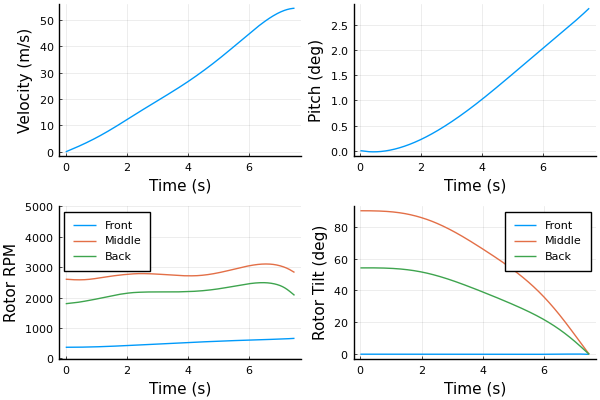 Velocity (m/s)
50
40
30
20
10
0
0 2 4 6
Time (s)
Pitch (deg)
2.5
2.0
1.5
1.0
0.5
0.0
0 2 4 6
Time (s)
Rotor RPM
5000
4000
3000
2000
1000
0
Front
Middle
Back
0 2 4 6
Time (s)
Rotor Tilt (deg)
80
60
40
20
0
Front
Middle
Back
0 2 4 6
Time (s)